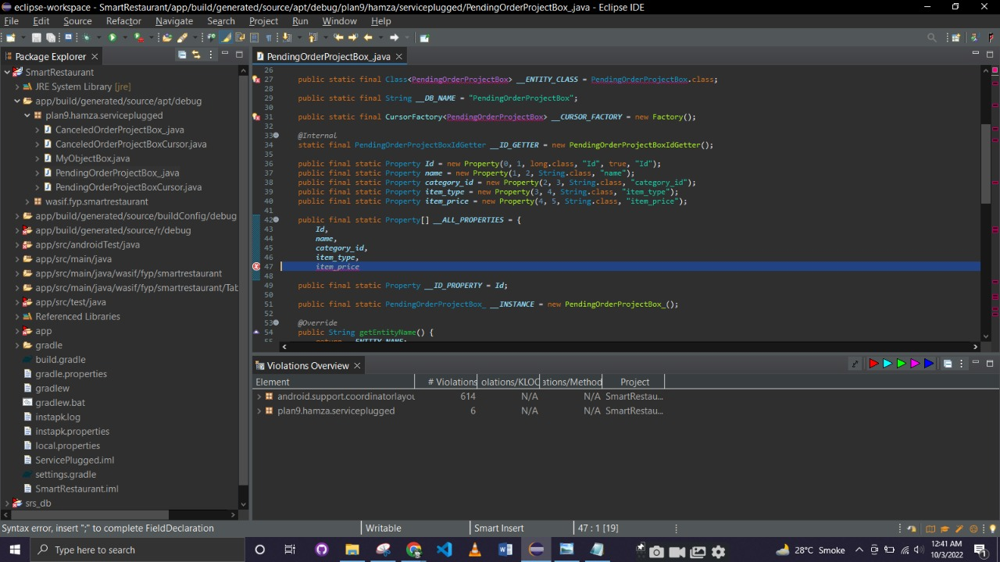 eclipse-workspace - SmartRestaurant/app/build/generated/source/apt/debug/plan9/hamza/serviceplugged/PendingOrderProjectBox_.java - Eclipse IDE
File Edit Source Refactor Navigate Search Project Run Window Help
Package Explorer
SmartRestaurant
JRE System Library [jre]
app/build/generated/source/apt/debug
plan9.hamza.serviceplugged
CanceledOrderProjectBox_.java
CanceledOrderProjectBoxCursor.java
MyObjectBox.java
PendingOrderProjectBox_.java
PendingOrderProjectBoxCursor.java
wasif.fyp.smartrestaurant
app/build/generated/source/buildConfig/debug
app/build/generated/source/r/debug
app/src/androidTest/java
app/src/main/java
app/src/main/java/wasif/fyp/smartrestaurant
app/src/main/java/wasif/fyp/smartrestaurant/Tab
app/src/test/java
Referenced Libraries
app
gradle
build.gradle
gradle.properties
gradlew
gradlew.bat
instapk.log
instapk.properties
local.properties
ServicePlugged.iml
settings.gradle
SmartRestaurant.iml
srs_db
PendingOrderProjectBox_.java
26
27 public static final Class<PendingOrderProjectBox> __ENTITY_CLASS = PendingOrderProjectBox.class;
28
29 public static final String __DB_NAME = "PendingOrderProjectBox";
30
31 public static final CursorFactory<PendingOrderProjectBox> __CURSOR_FACTORY = new Factory();
32
33 @Internal
34 static final PendingOrderProjectBoxIdGetter __ID_GETTER = new PendingOrderProjectBoxIdGetter();
35
36 public final static Property Id = new Property(0, 1, long.class, "Id", true, "Id");
37 public final static Property name = new Property(1, 2, String.class, "name");
38 public final static Property category_id = new Property(2, 3, String.class, "category_id");
39 public final static Property item_type = new Property(3, 4, String.class, "item_type");
40 public final static Property item_price = new Property(4, 5, String.class, "item_price");
41
42 public final static Property[] __ALL_PROPERTIES = {
43 Id,
44 name,
45 category_id,
46 item_type,
47 item_price
48
49 public final static Property __ID_PROPERTY = Id;
50
51 public final static PendingOrderProjectBox_ __INSTANCE = new PendingOrderProjectBox_();
52
53 @Override
54 public String getEntityName() {
55 return __ENTITY_NAME;
Violations Overview
Element # Violations olations/KLOC ations/Method Project
android.support.coordinatorlayou 614 N/A N/A SmartRestau...
plan9.hamza.serviceplugged 6 N/A N/A SmartRestau...
Syntax error, insert ";" to complete FieldDeclaration Writable Smart Insert 47 : 1 [19]
Type here to search
28°C Smoke
12:41 AM
10/3/2022
1